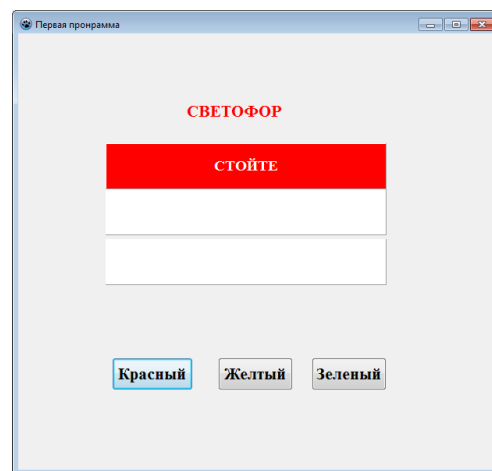 Первая пронрамма
СВЕТОФОР
СТОЙТЕ
Красный Желтый Зеленый